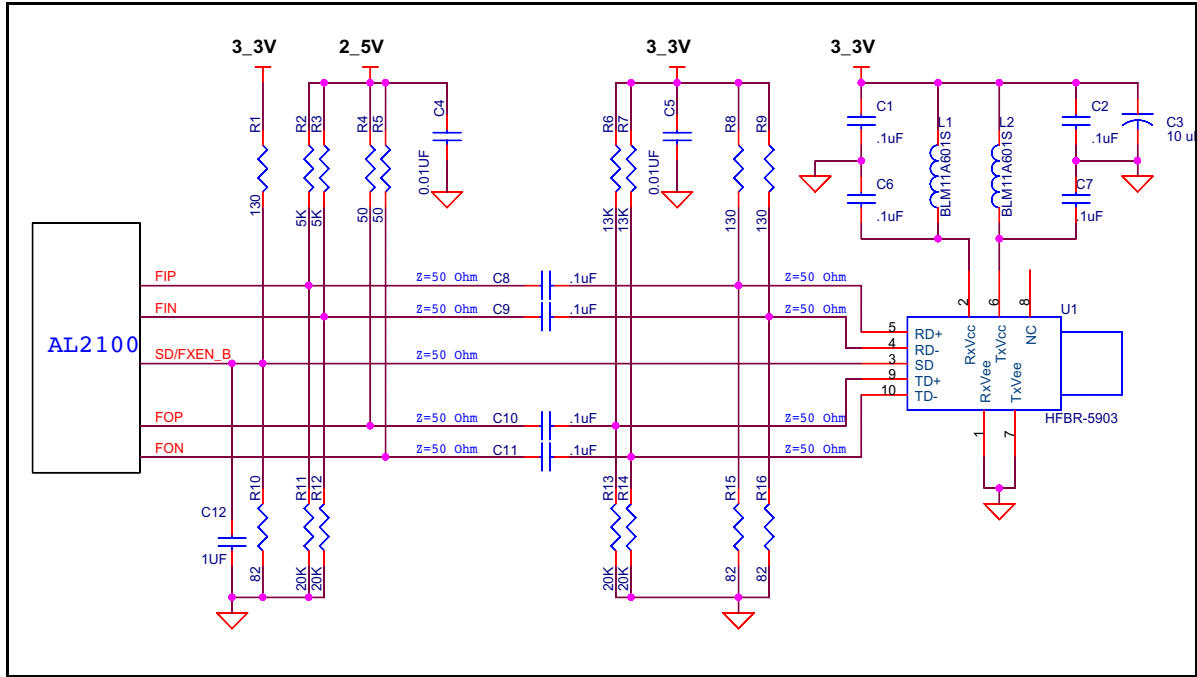 3_3V 2_5V 3_3V 3_3V
R1 R2 R3 R4 R5 C4 R6 R7 C5 R8 R9 C1 L1 L2 C2 C3
.1uF BLM11A601S BLM11A601S .1uF 10 u
130 5K 5K 50 50 0.01UF 13K 13K 0.01UF 130 130 C6 .1uF C7 .1uF
FIP Z=50 Ohm C8 .1uF Z=50 Ohm
FIN Z=50 Ohm C9 .1uF Z=50 Ohm
AL2100
SD/FXEN_B Z=50 Ohm
FOP Z=50 Ohm C10 .1uF Z=50 Ohm
FON Z=50 Ohm C11 .1uF Z=50 Ohm
2 6 8 U1
RxVcc TxVcc NC
5 RD+
4 RD-
3 SD
9 TD+
10 TD-
RxVee TxVee
1 7
HFBR-5903
C12 R10 R11 R12 R13 R14 R15 R16
1UF 82 20K 20K 20K 20K 82 82